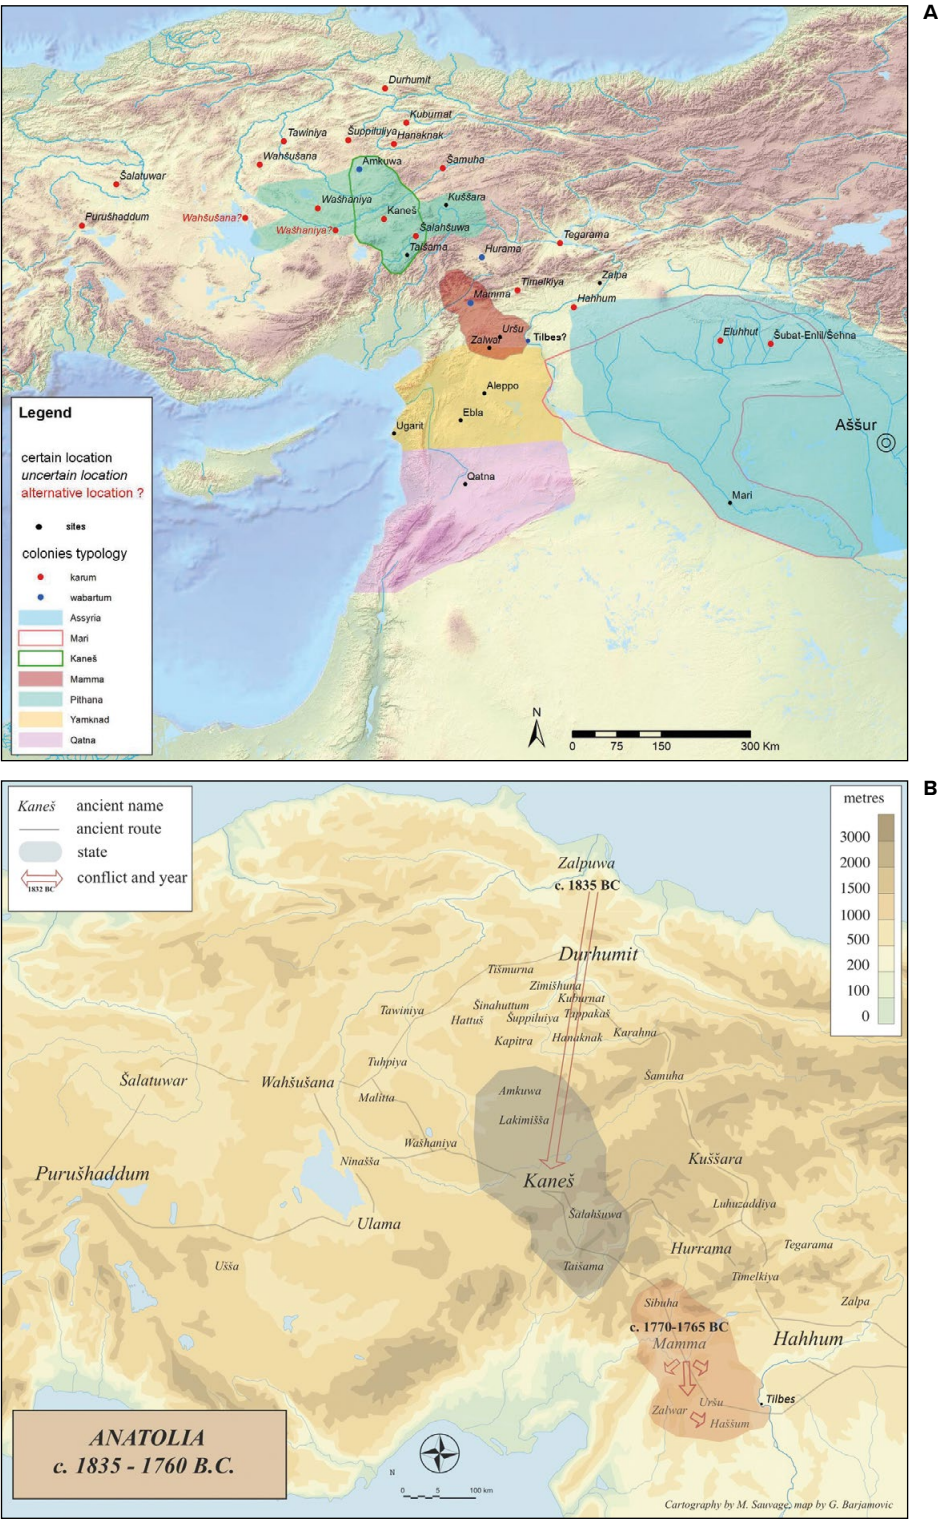 A
Durhumit
Kuburnat
Tawiniya
Šuppiluliya
Hanaknak
Wahšušana
Amkuwa
Šamuha
Šalatuwar
Wašhaniya
Kuššara
Purušhaddum
Wahšušana?
Kaneš
Wašhaniya?
Šalahšuwa
Tegarama
Taišama
Hurama
Timelkiya
Zalpa
Mamma
Hahhum
Uršu
Zalwar
Tilbes?
Eluhhut
Šubat-Enlil/Šehna
Aleppo
Ebla
Ugarit
Aššur
Qatna
Mari
Legend
certain location
uncertain location
alternative location ?
sites
colonies typology
karum
wabartum
Assyria
Mari
Kaneš
Mamma
Pithana
Yamknad
Qatna
N
0 75 150 300 Km
B
Kaneš ancient name
ancient route
state
1832 BC conflict and year
metres
3000
2000
1500
1000
500
200
100
0
Zalpuwa
c. 1835 BC
Durhumit
Tišmurna
Zimišhuna
Kuburnat
Šinahuttum
Tuppakaš
Tawiniya
Hattuš
Šuppiluiya
Karahna
Kapitra
Hanaknak
Tuhpiya
Šalatuwar
Wahšušana
Šamuha
Malitta
Amkuwa
Lakimišša
Wašhaniya
Ninašša
Kuššara
Purušhaddum
Kaneš
Luhuzaddiya
Ulama
Šalahšuwa
Hurrama
Tegarama
Ušša
Taišama
Timelkiya
Sibuha
Zalpa
c. 1770-1765 BC
Mamma
Hahhum
Uršu
Tilbes
Zalwar
Haššum
ANATOLIA
c. 1835 - 1760 B.C.
N
0 5 100 km
Cartography by M. Sauvage, map by G. Barjamovic